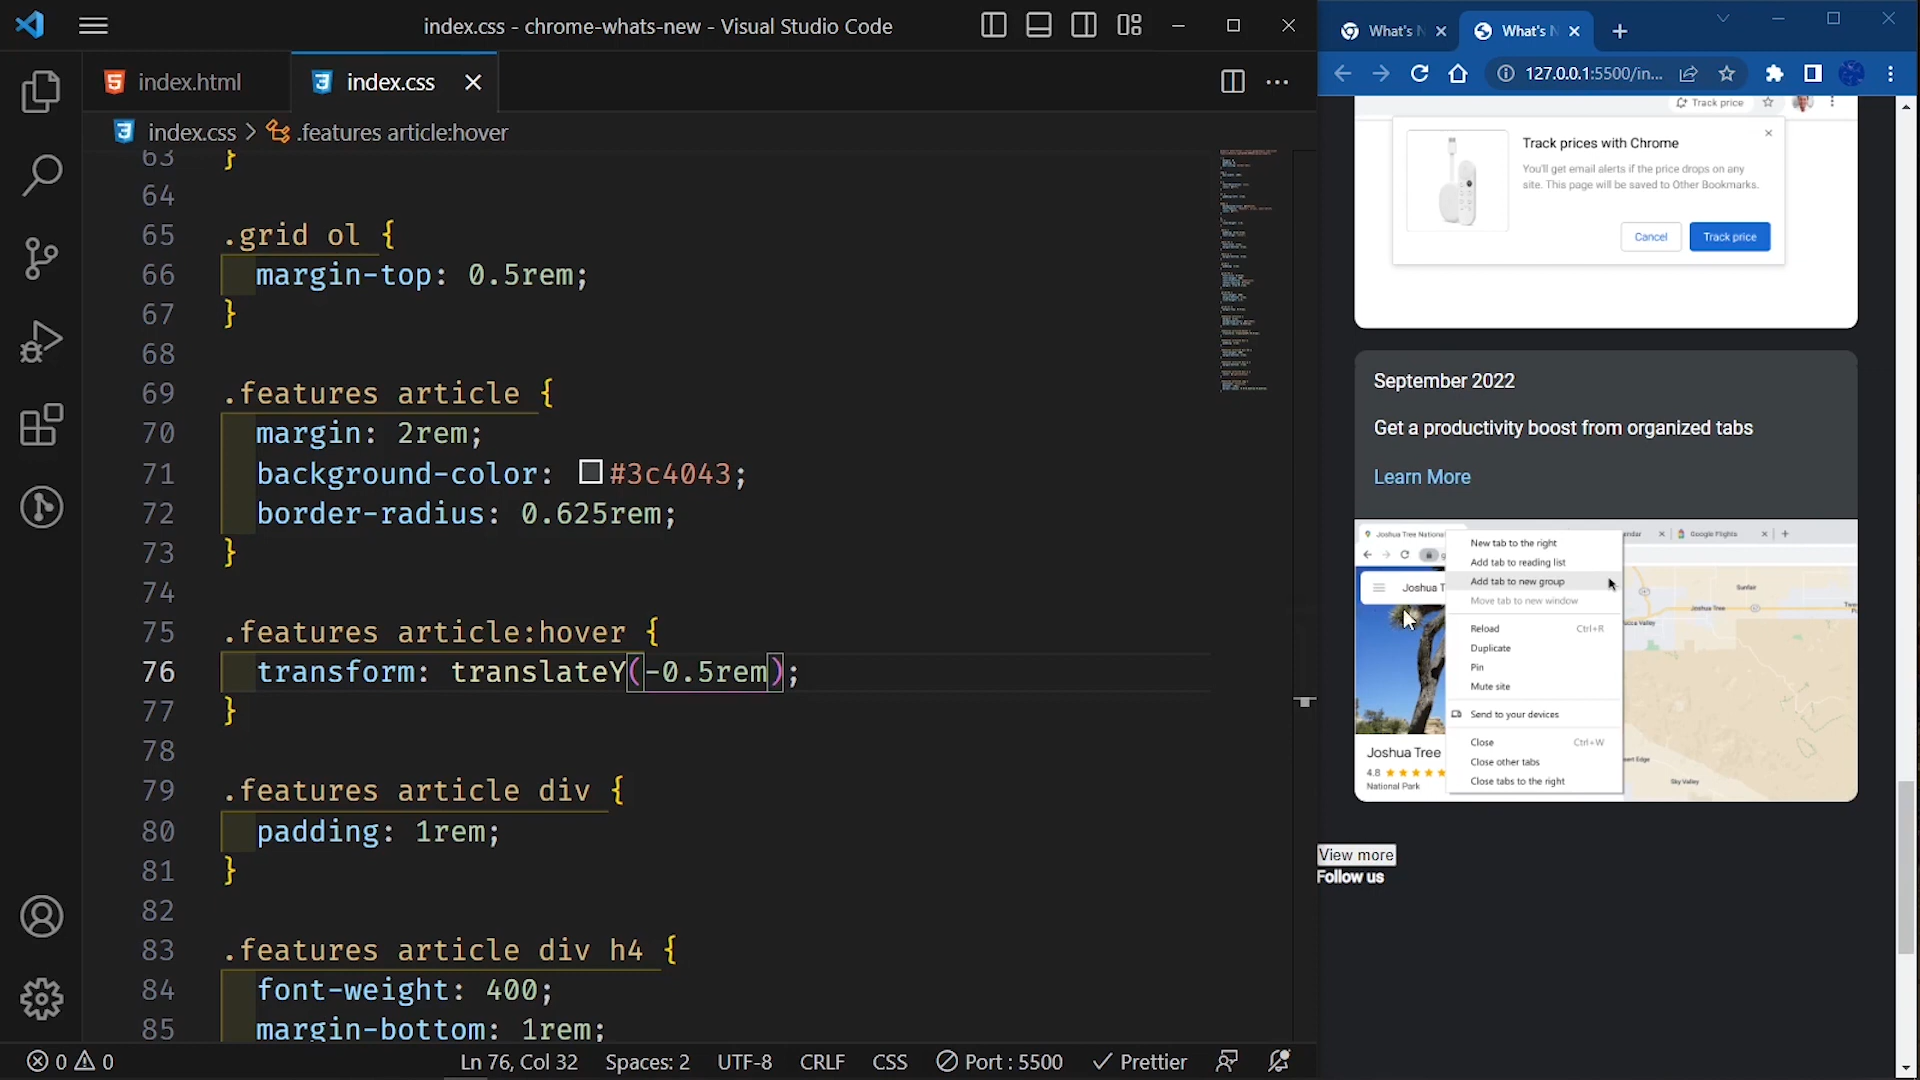 index.css - chrome-whats-new - Visual Studio Code
index.html
index.css
index.css > .features article:hover
63 }
64
65 .grid ol {
66 margin-top: 0.5rem;
67 }
68
69 .features article {
70 margin: 2rem;
71 background-color: #3c4043;
72 border-radius: 0.625rem;
73 }
74
75 .features article:hover {
76 transform: translateY(-0.5rem);
77 }
78
79 .features article div {
80 padding: 1rem;
81 }
82
83 .features article div h4 {
84 font-weight: 400;
85 margin-bottom: 1rem;
0 0 Ln 76, Col 32 Spaces: 2 UTF-8 CRLF CSS Port : 5500 Prettier
What's N What's N
127.0.0.1:5500/in...
Track price
Track prices with Chrome
You'll get email alerts if the price drops on any
site. This page will be saved to Other Bookmarks.
Cancel Track price
September 2022
Get a productivity boost from organized tabs
Learn More
Joshua Tree National
endar
Google Flights
New tab to the right
Add tab to reading list
Add tab to new group
Move tab to new window
Reload Ctrl+R
Duplicate
Pin
Mute site
Send to your devices
Close Ctrl+W
Close other tabs
Close tabs to the right
Joshua T
Joshua Tree
4.8
National Park
Sunfair
Joshua Tree
Yucca Valley
Sky Valley
View more
Follow us